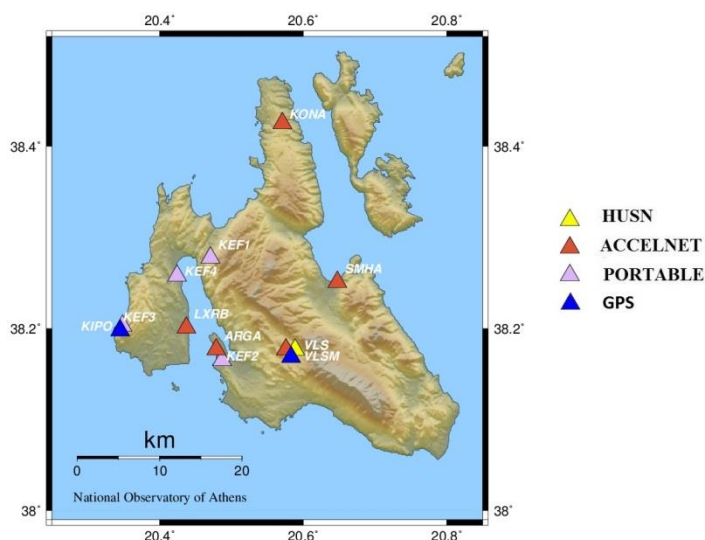 20.4˚ 20.6˚ 20.8˚
KONA
38.4˚ 38.4˚
HUSN
KEF1
ACCELNET
KEF4
SMHA
PORTABLE
GPS
LXRB
KIPO KEF3
38.2˚ 38.2˚
ARGA
VLS
KEF2
VLSM
km
0 10 20
National Observatory of Athens
38˚ 38˚
20.4˚ 20.6˚ 20.8˚